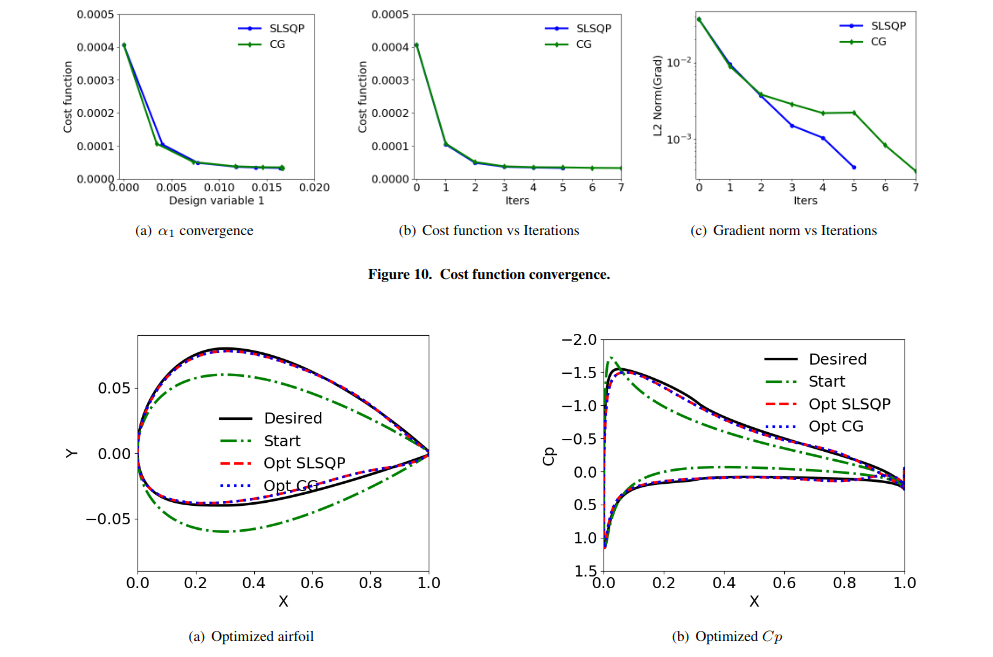 0.0005
0.0004
0.0003
0.0002
0.0001
0.0000
Cost function
SLSQP
CG
0.000 0.005 0.010 0.015 0.020
Design variable 1
(a) α1 convergence
0.0005
0.0004
0.0003
0.0002
0.0001
0.0000
Cost function
SLSQP
CG
0 1 2 3 4 5 6 7
Iters
(b) Cost function vs Iterations
10−2
10−3
L2 Norm(Grad)
SLSQP
CG
0 1 2 3 4 5 6 7
Iters
(c) Gradient norm vs Iterations
Figure 10. Cost function convergence.
0.05
0.00
−0.05
Y
Desired
Start
Opt SLSQP
Opt CG
0.0 0.2 0.4 0.6 0.8 1.0
X
(a) Optimized airfoil
−2.0
−1.5
−1.0
−0.5
0.0
0.5
1.0
1.5
Cp
Desired
Start
Opt SLSQP
Opt CG
0.0 0.2 0.4 0.6 0.8 1.0
X
(b) Optimized Cp